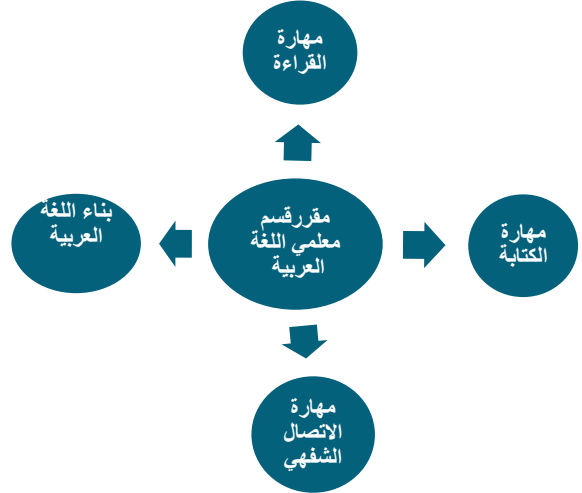 مهارة
القراءة
بناء اللغة
العربية
مقررقسم
معلمي اللغة
العربية
مهارة
الكتابة
مهارة
الاتصال
الشفهي